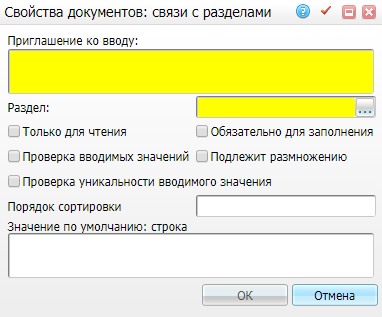 Свойства документов: связи с разделами
Приглашение ко вводу:
Раздел:
...
Только для чтения Обязательно для заполнения
Проверка вводимых значений Подлежит размножению
Проверка уникальности вводимого значения
Порядок сортировки
Значение по умолчанию: строка
ОК Отмена